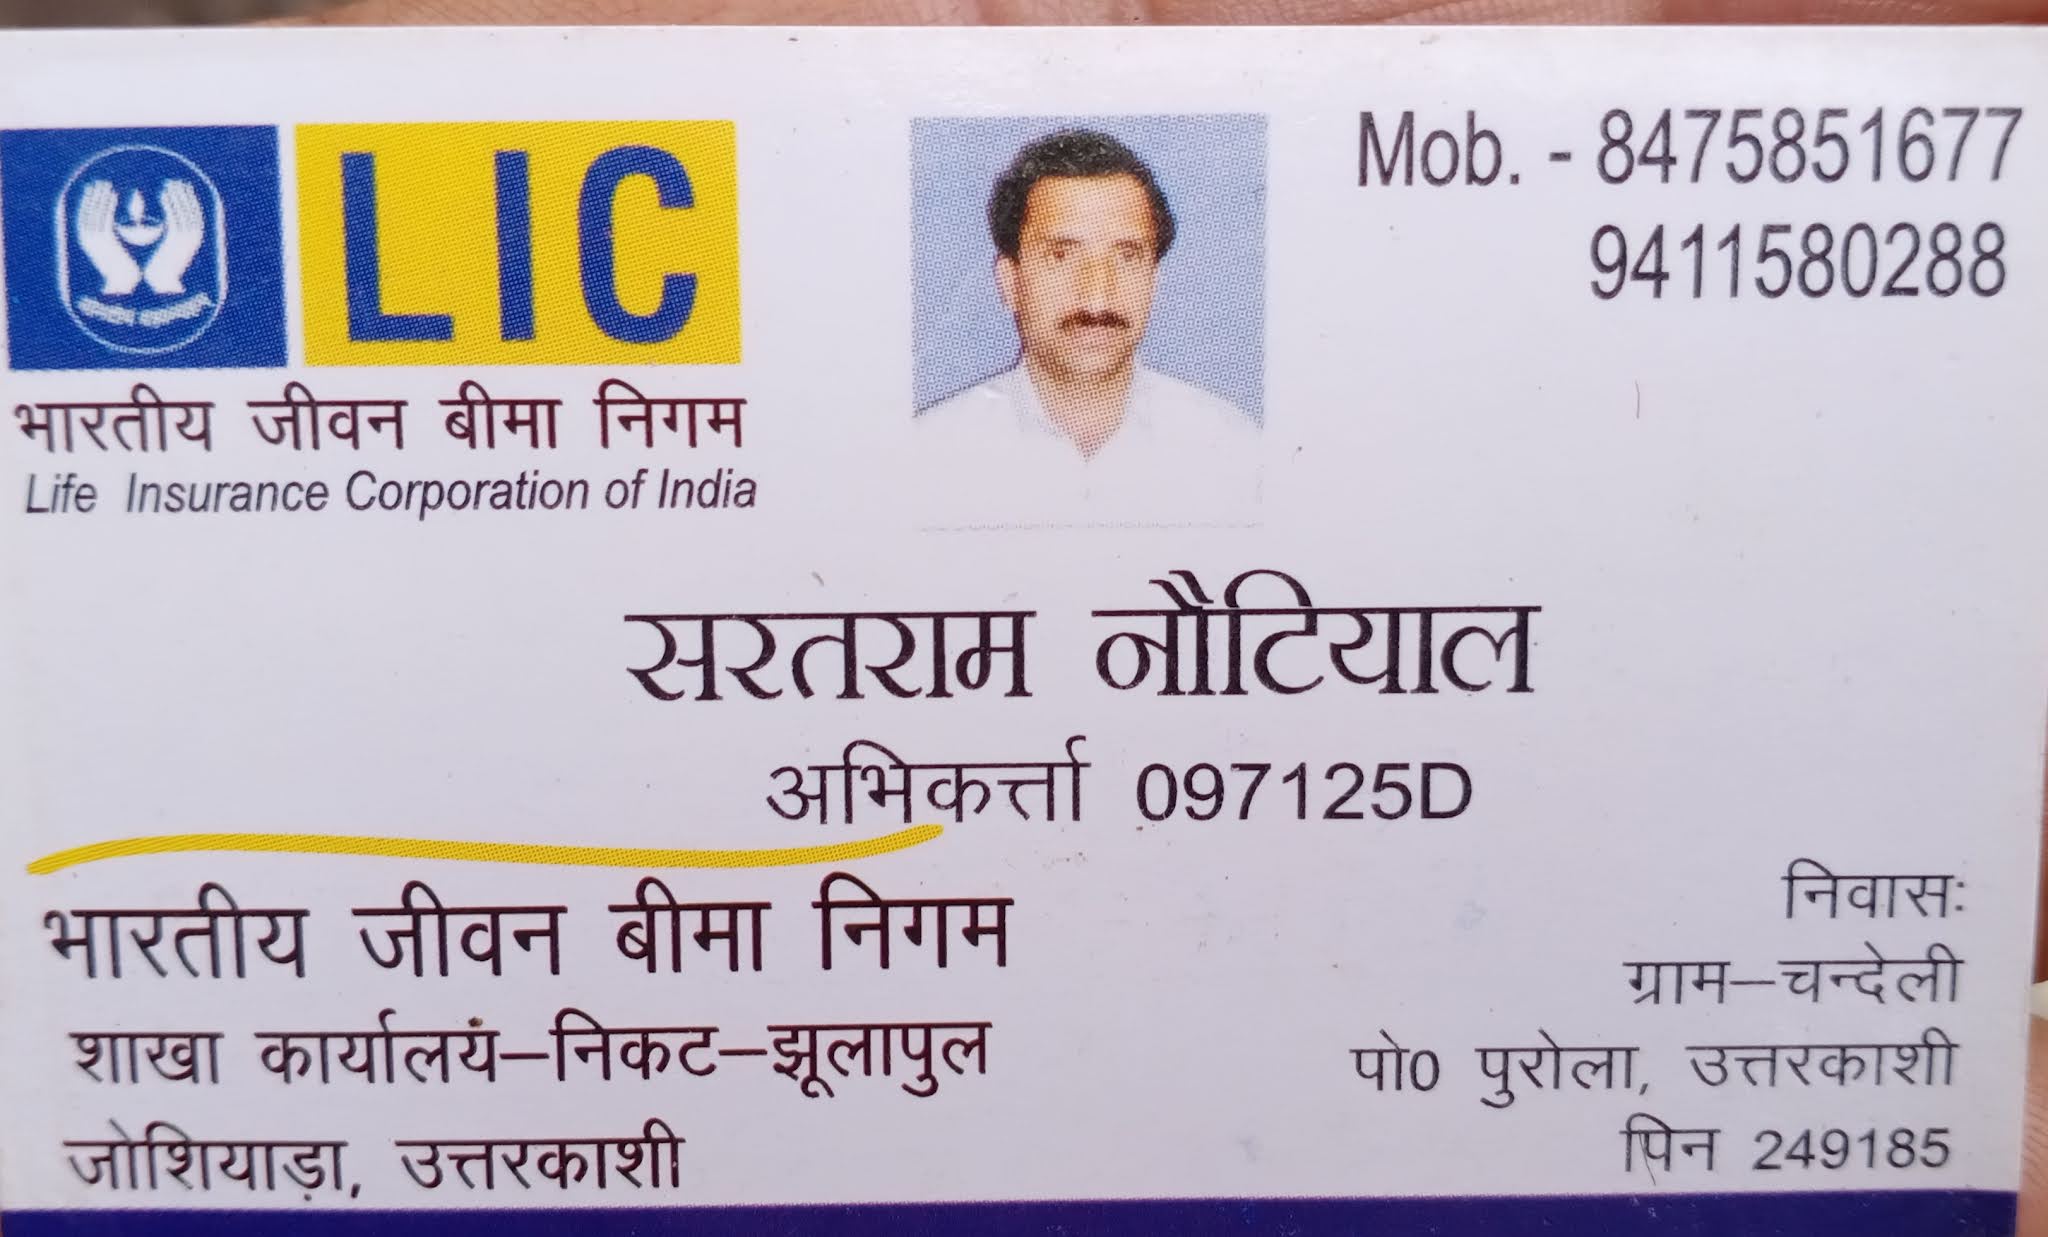 LIC
भारतीय जीवन बीमा निगम
Life Insurance Corporation of India
Mob. - 8475851677
9411580288
सरतराम नौटियाल
अभिकर्त्ता 097125D
भारतीय जीवन बीमा निगम
शाखा कार्यालय–निकट–झूलापुल
जोशियाड़ा, उत्तरकाशी
निवासः
ग्राम–चन्देली
पो0 पुरोला, उत्तरकाशी
पिन 249185